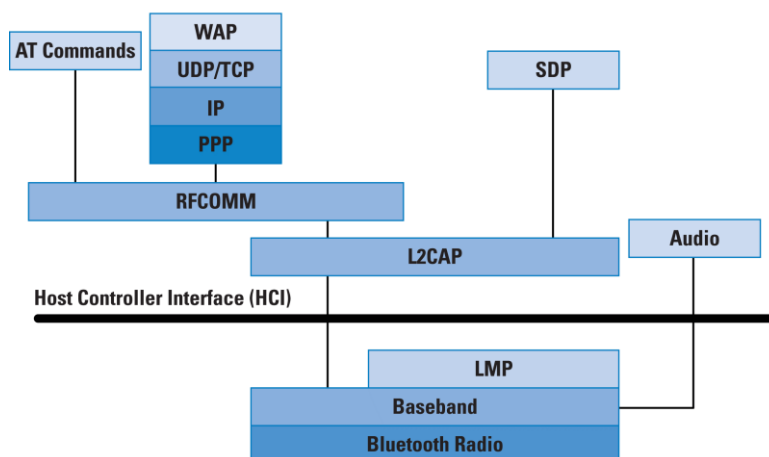 WAP
AT Commands
UDP/TCP
SDP
IP
PPP
RFCOMM
Audio
L2CAP
Host Controller Interface (HCI)
LMP
Baseband
Bluetooth Radio